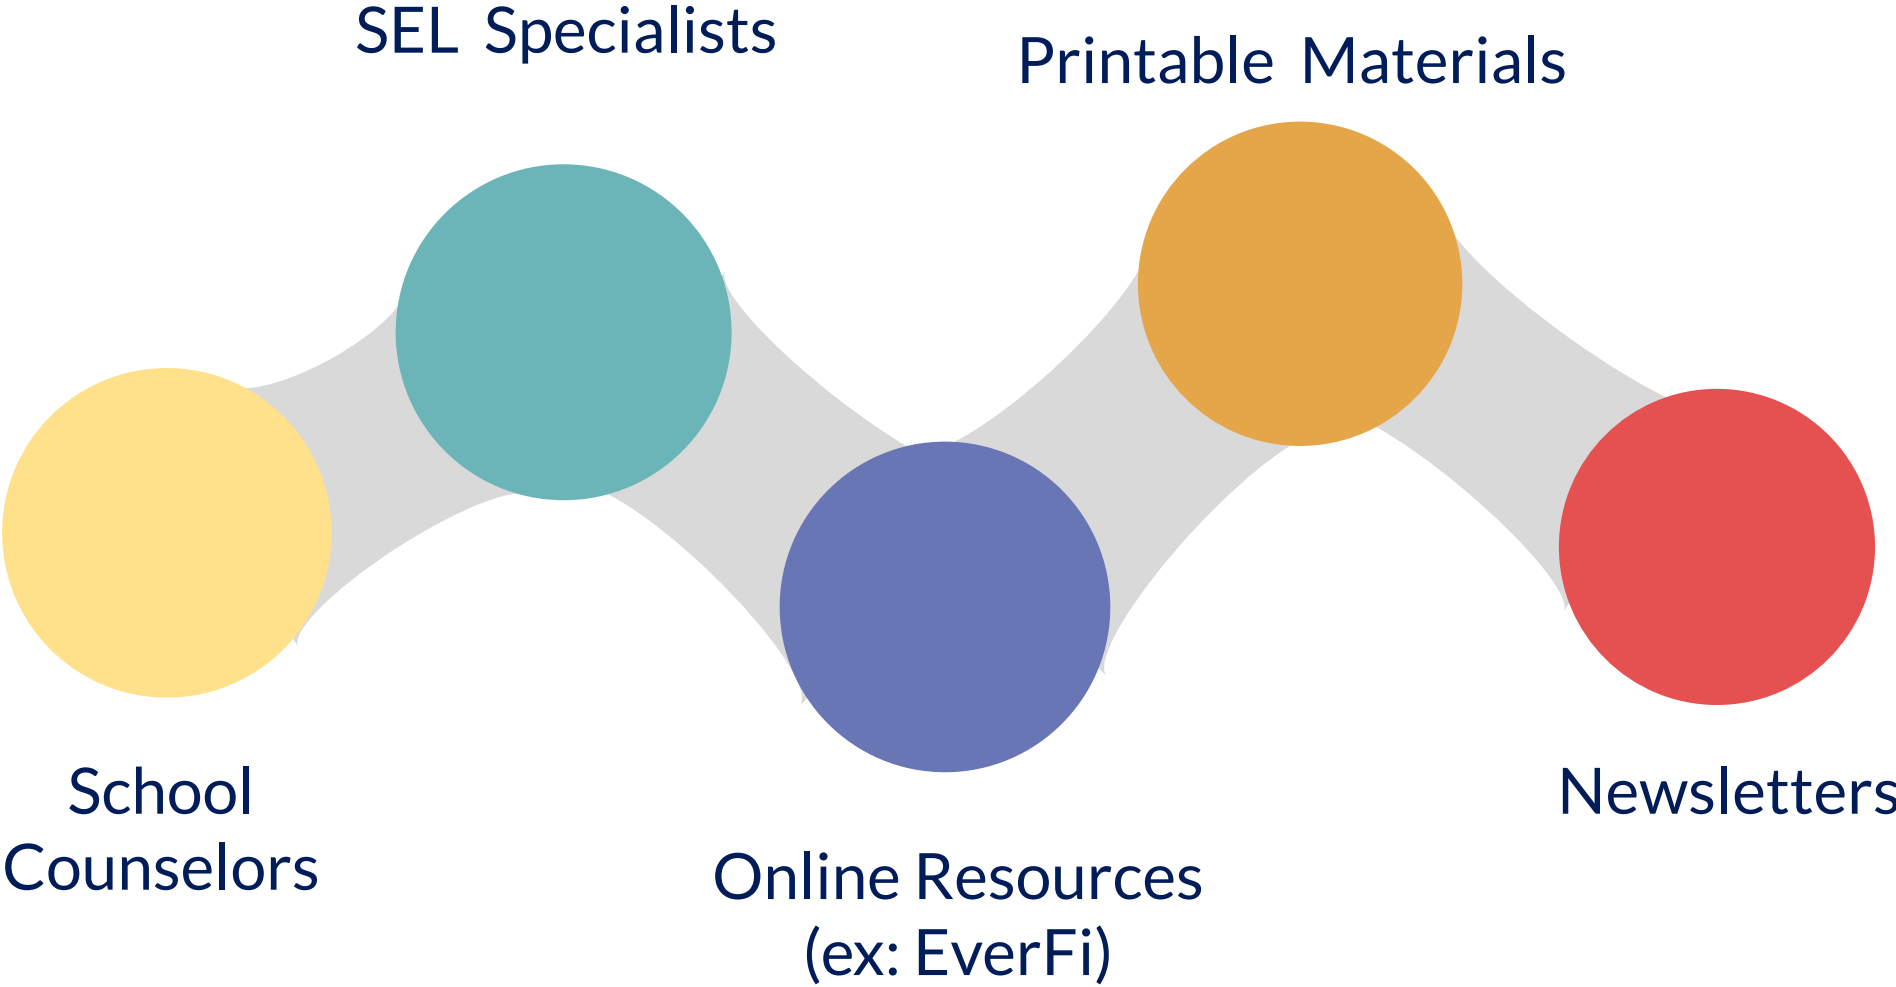 SEL Specialists
Printable Materials
School
Counselors
Newsletters
Online Resources
(ex: EverFi)